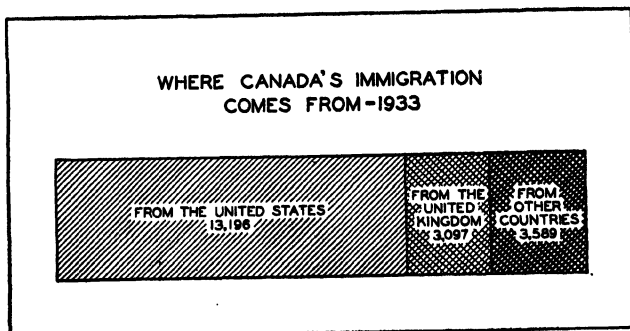 WHERE CANADA'S IMMIGRATION
COMES FROM-1933
FROM THE UNITED STATES
13,196
FROM THE
UNITED
KINGDOM
3,097
FROM
OTHER
COUNTRIES
3,589